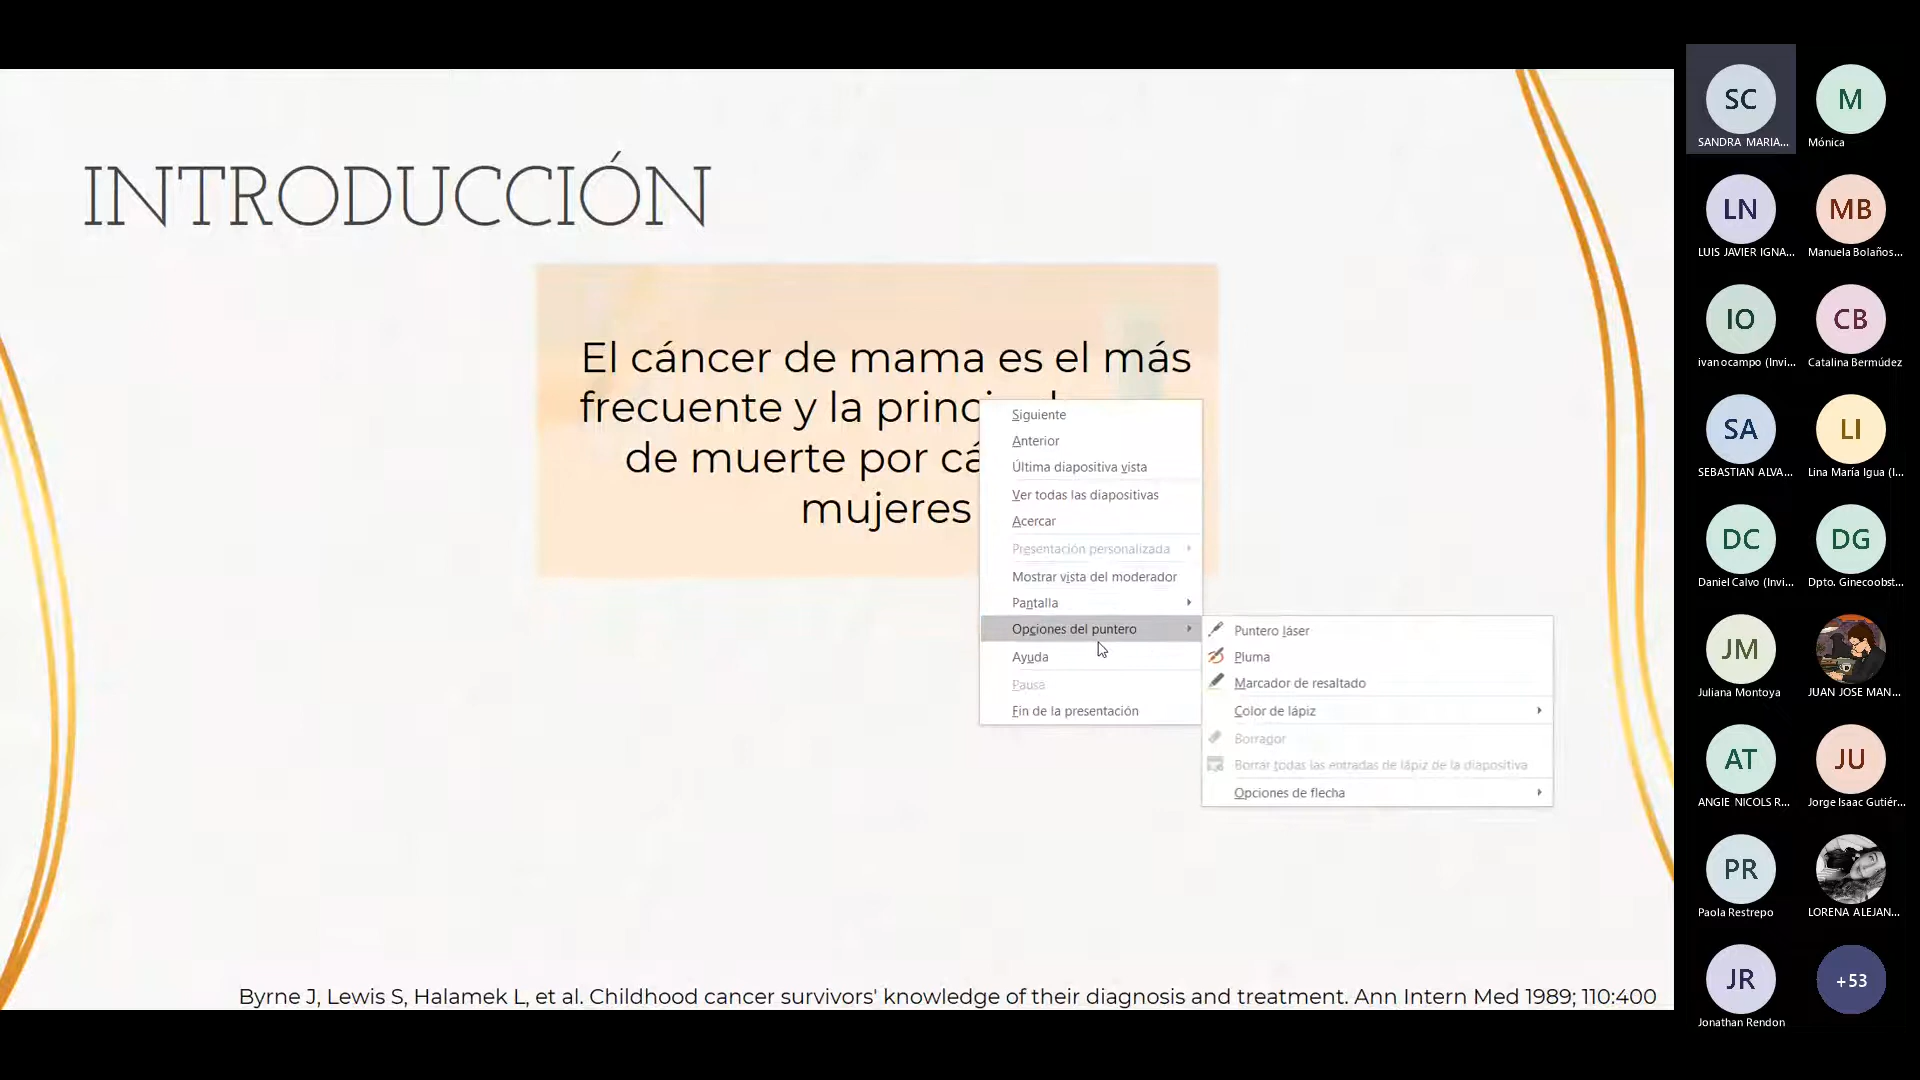 INTRODUCCIÓN
El cáncer de mama es el más
frecuente y la princi
de muerte por cá
mujeres
Siguiente
Anterior
Última diapositiva vista
Ver todas las diapositivas
Acercar
Presentación personalizada
Mostrar vista del moderador
Pantalla
Opciones del puntero
Ayuda
Pausa
Fin de la presentación
Puntero láser
Pluma
Marcador de resaltado
Color de lápiz
Borrador
Borrar todas las entradas de lápiz de la diapositiva
Opciones de flecha
Byrne J, Lewis S, Halamek L, et al. Childhood cancer survivors' knowledge of their diagnosis and treatment. Ann Intern Med 1989; 110:400
SC
SANDRA MARIA...
M
Mónica
LN
LUIS JAVIER IGNA...
MB
Manuela Bolaños...
IO
ivan ocampo (Invi...
CB
Catalina Bermúdez
SA
SEBASTIAN ALVA...
LI
Lina María Igua (I...
DC
Daniel Calvo (Invi...
DG
Dpto. Ginecoobst...
JM
Juliana Montoya
JUAN JOSE MAN...
AT
ANGIE NICOLS R...
JU
Jorge Isaac Gutiér...
PR
Paola Restrepo
LORENA ALEJAN...
JR
Jonathan Rendon
+53